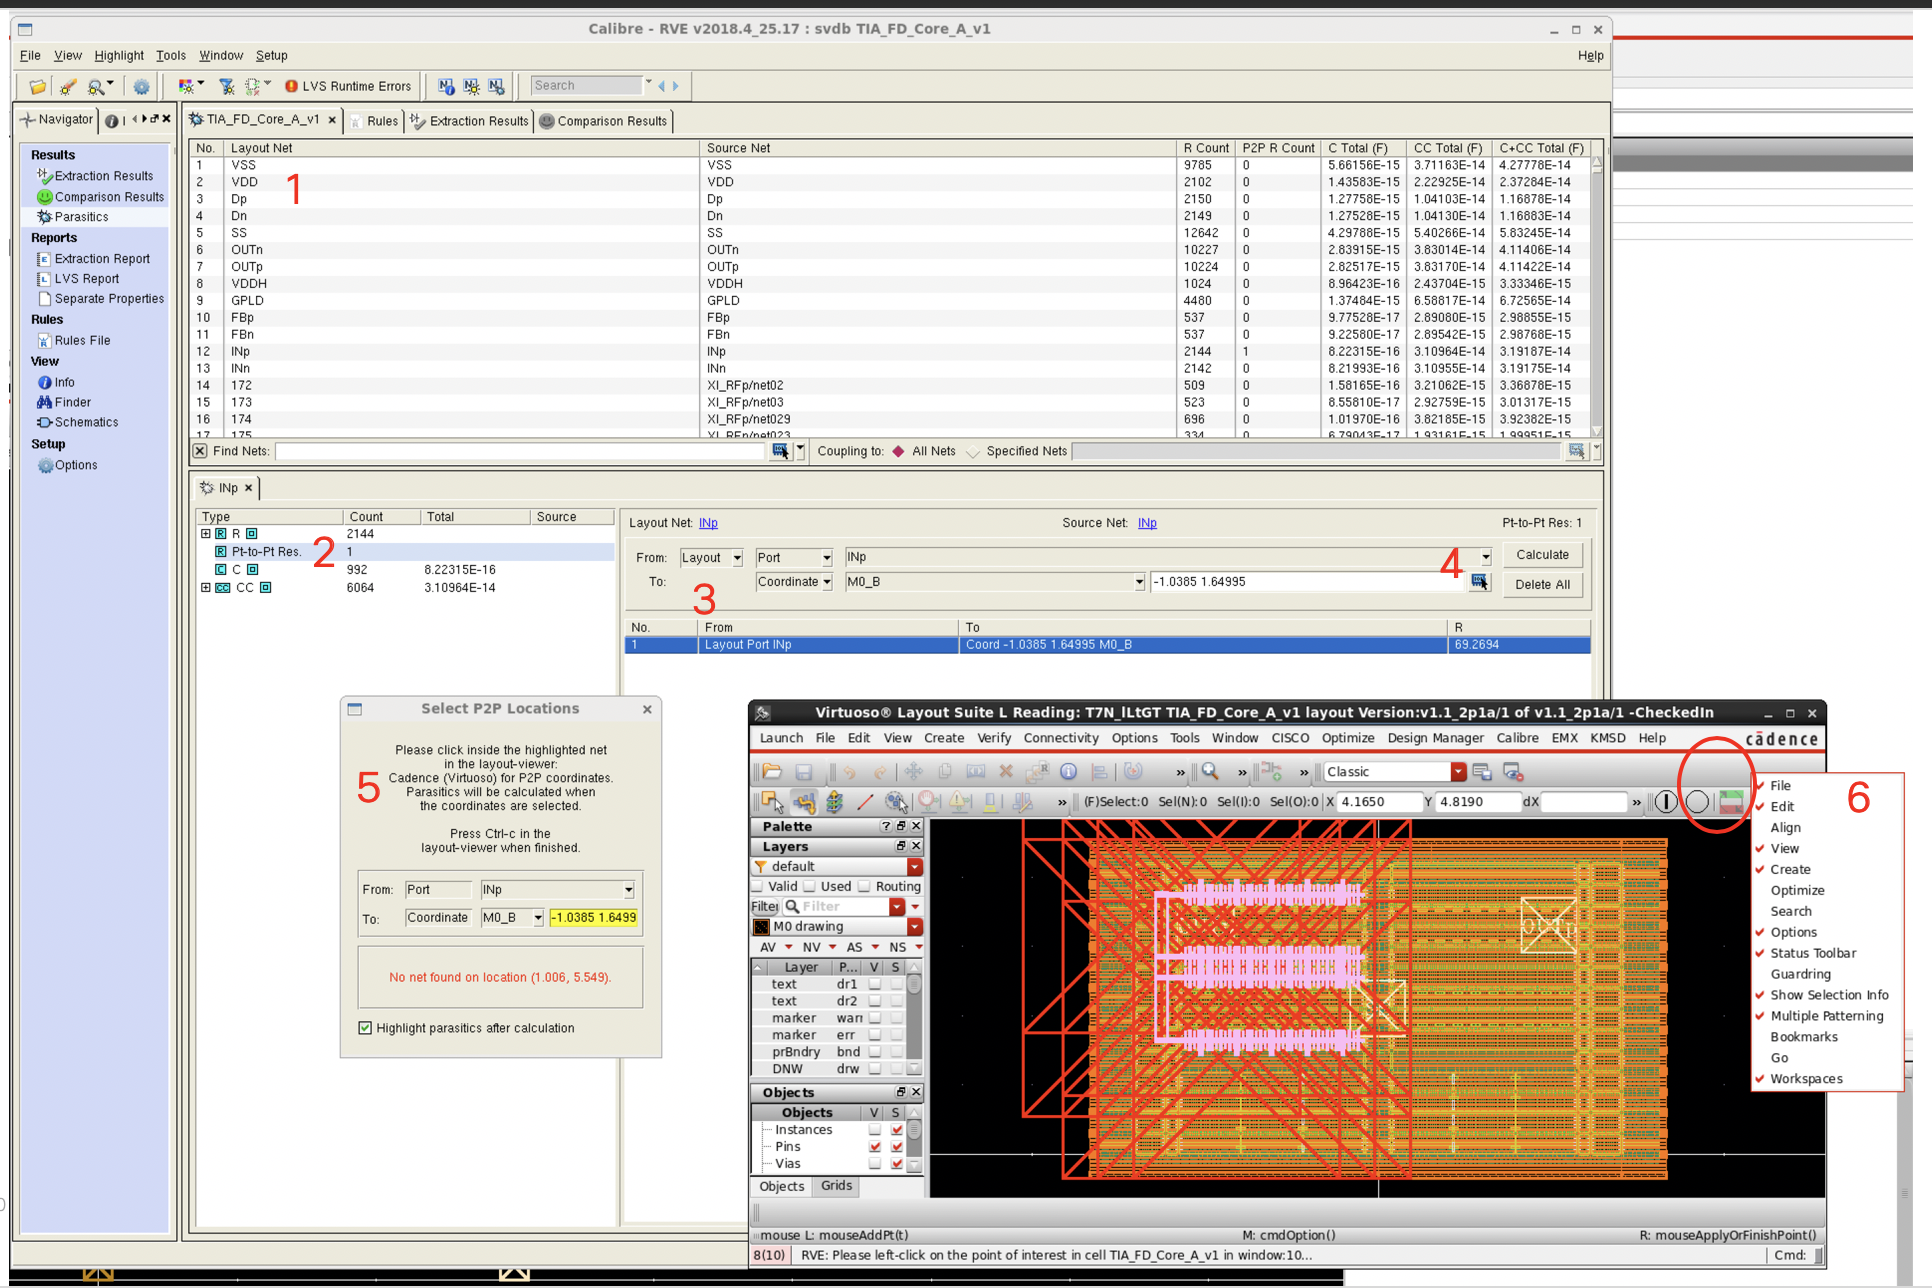 Calibre - RVE v2018.4_25.17 : svdb TIA_FD_Core_A_v1
File View Highlight Tools Window Setup Help
LVS Runtime Errors Search
Navigator
TIA_FD_Core_A_v1 Rules Extraction Results Comparison Results
Results
Extraction Results
Comparison Results
Parasitics
Reports
Extraction Report
LVS Report
Separate Properties
Rules
Rules File
View
Info
Finder
Schematics
Setup
Options
No. Layout Net Source Net R Count P2P R Count C Total (F) CC Total (F) C+CC Total (F)
1 VSS VSS 9785 0 5.66156E-15 3.71163E-14 4.27778E-14
2 VDD VDD 2102 0 1.43583E-15 2.22925E-14 2.37284E-14
3 Dp Dp 2150 0 1.27758E-15 1.04103E-14 1.16878E-14
4 Dn Dn 2149 0 1.27528E-15 1.04130E-14 1.16883E-14
5 SS SS 12642 0 4.29788E-15 5.40266E-14 5.83245E-14
6 OUTn OUTn 10227 0 2.83915E-15 3.83014E-14 4.11406E-14
7 OUTp OUTp 10224 0 2.82517E-15 3.83170E-14 4.11422E-14
8 VDDH VDDH 1024 0 8.96423E-16 2.43704E-15 3.33346E-15
9 GPLD GPLD 4480 0 1.37484E-15 6.58817E-14 6.72565E-14
10 FBp FBp 537 0 9.77528E-17 2.89080E-15 2.98855E-15
11 FBn FBn 537 0 9.22580E-17 2.89542E-15 2.98768E-15
12 INp INp 2144 1 8.22315E-16 3.10964E-14 3.19187E-14
13 INn INn 2142 0 8.21993E-16 3.10955E-14 3.19175E-14
14 172 XI_RFp/net02 509 0 1.58165E-16 3.21062E-15 3.36878E-15
15 173 XI_RFp/net03 523 0 8.55810E-17 2.92759E-15 3.01317E-15
16 174 XI_RFp/net029 696 0 1.01970E-16 3.82185E-15 3.92382E-15
17 175 XI_RFp/net023 334 0 6.79043E-17 1.93161E-15 1.99951E-15
1
Find Nets: Coupling to: All Nets Specified Nets
INp
Type Count Total Source
R R 2144
R Pt-to-Pt Res. 1
C C 992 8.22315E-16
CC CC 6064 3.10964E-14
2
Layout Net: INp Source Net: INp Pt-to-Pt Res: 1
From: Layout Port INp Calculate
To: Coordinate M0_B -1.0385 1.64995 Delete All
3
4
No. From To R
1 Layout Port INp Coord -1.0385 1.64995 M0_B 69.2694
Select P2P Locations
Please click inside the highlighted net
in the layout-viewer:
Cadence (Virtuoso) for P2P coordinates.
Parasitics will be calculated when
the coordinates are selected.
5
Press Ctrl-c in the
layout-viewer when finished.
From: Port INp
To: Coordinate M0_B -1.0385 1.6499
No net found on location (1.006, 5.549).
Highlight parasitics after calculation
Virtuoso® Layout Suite L Reading: T7N_lLtGT TIA_FD_Core_A_v1 layout Version:v1.1_2p1a/1 of v1.1_2p1a/1 -CheckedIn
Launch File Edit View Create Verify Connectivity Options Tools Window CISCO Optimize Design Manager Calibre EMX KMSD Help
cādence
» » » Classic
» (F)Select:0 Sel(N):0 Sel(I):0 Sel(O):0 X 4.1650 Y 4.8190 dX »
Palette
Layers
default
Valid Used Routing
Filter Filter
M0 drawing
AV NV AS NS
Layer P... V S
text dr1
text dr2
marker warr
marker err
prBndry bnd
DNW drw
Objects
Objects V S
Instances
Pins
Vias
Objects Grids
File
Edit
Align
View
Create
Optimize
Search
Options
Status Toolbar
Guardring
Show Selection Info
Multiple Patterning
Bookmarks
Go
Workspaces
6
mouse L: mouseAddPt(t) M: cmdOption() R: mouseApplyOrFinishPoint()
8(10) RVE: Please left-click on the point of interest in cell TIA_FD_Core_A_v1 in window:10... Cmd: